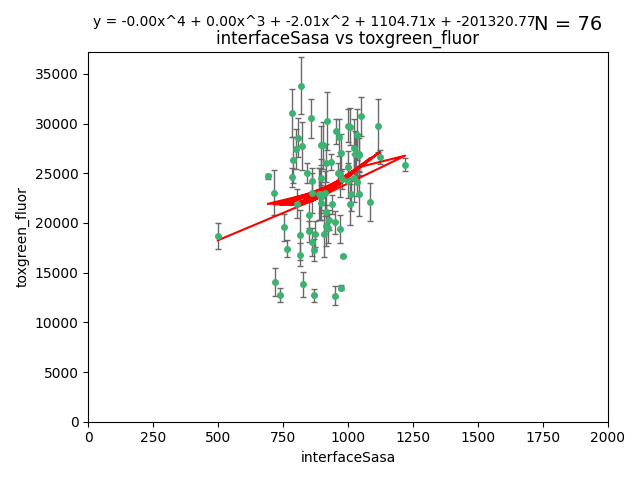 y = -0.00x^4 + 0.00x^3 + -2.01x^2 + 1104.71x + -201320.77
N = 76
interfaceSasa vs toxgreen_fluor
35000
30000
25000
20000
15000
10000
5000
0
toxgreen_fluor
0 250 500 750 1000 1250 1500 1750 2000
interfaceSasa